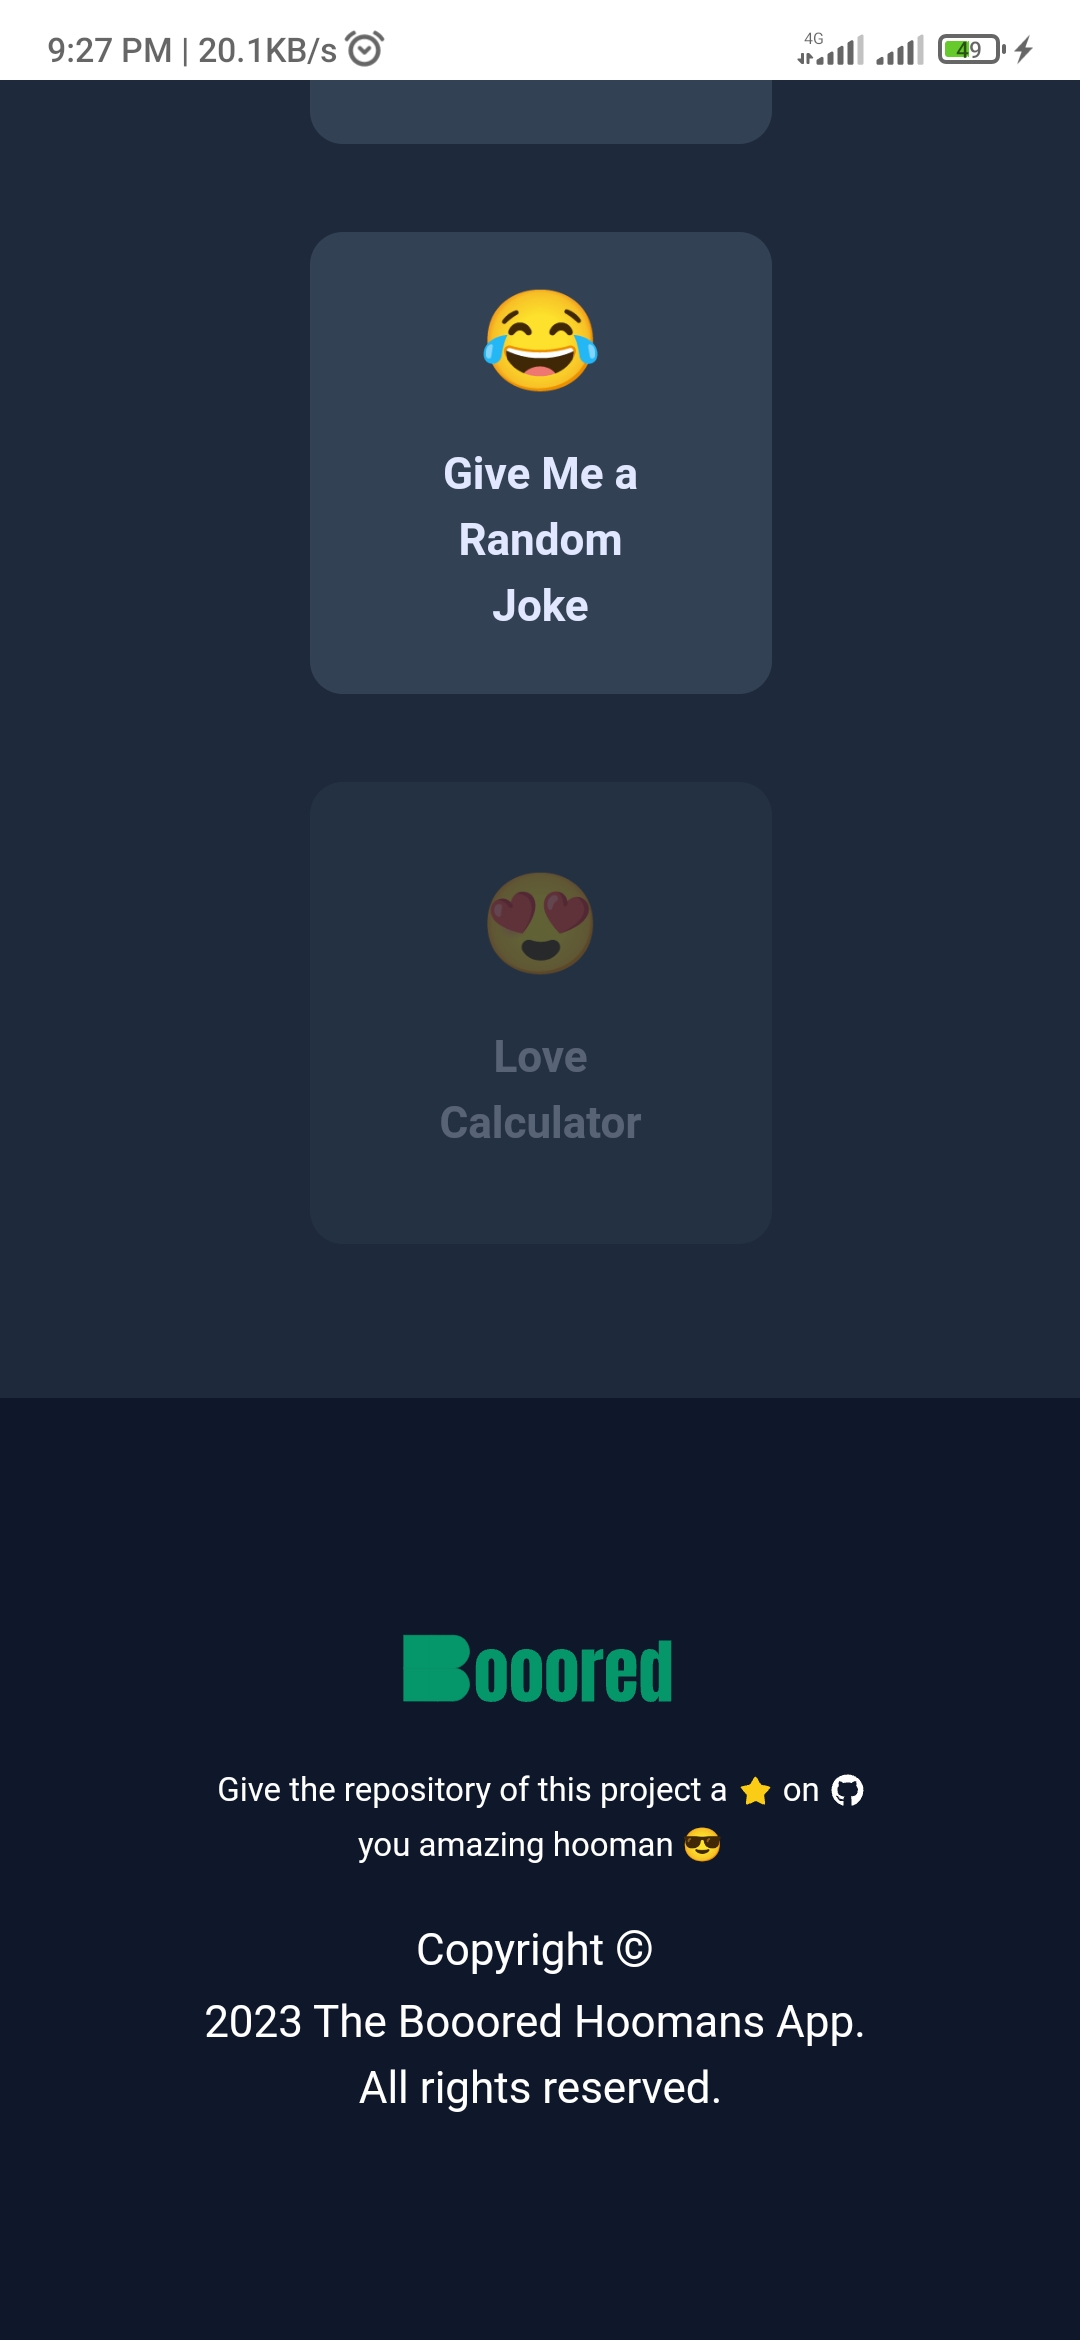 9:27 PM | 20.1KB/s
4G
49
Give Me a
Random
Joke
Love
Calculator
Booored
Give the repository of this project a ⭐ on
you amazing hooman 😎
Copyright ©
2023 The Booored Hoomans App.
All rights reserved.